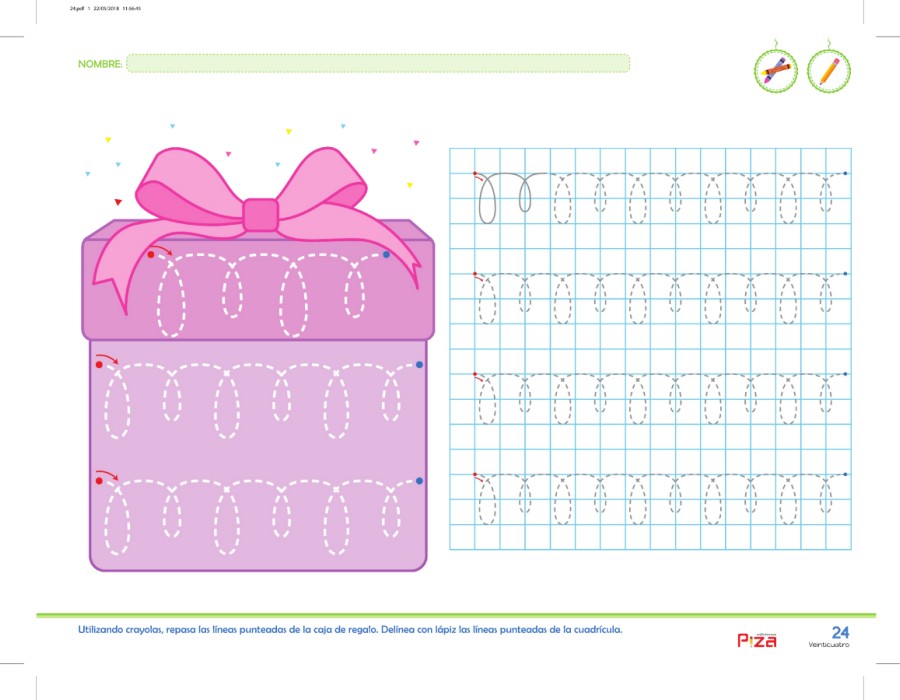 24.pdf 1 22/05/2018 11:56:45
NOMBRE:
Utilizando crayolas, repasa las líneas punteadas de la caja de regalo. Delínea con lápiz las líneas punteadas de la cuadrícula.
Piza
24
Veinticuatro